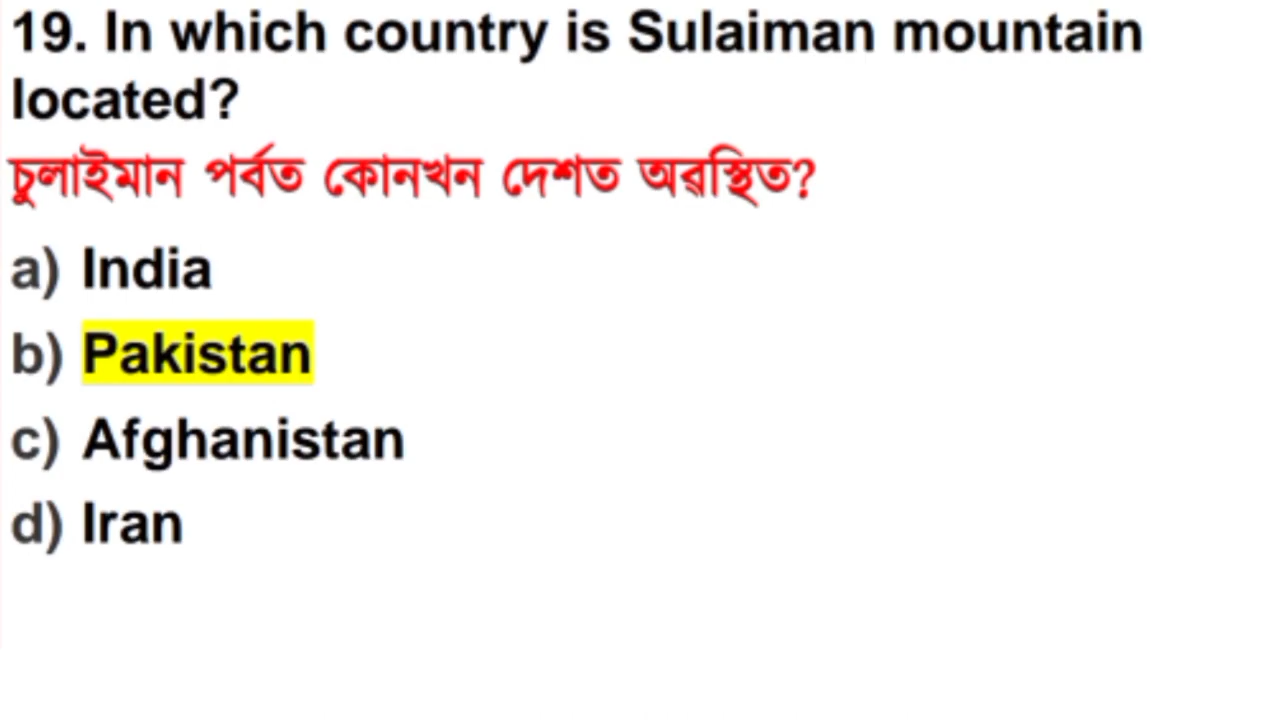 19. In which country is Sulaiman mountain
located?
চুলাইমান পৰ্বত কোনখন দেশত অৱস্থিত?
a) India
b) Pakistan
c) Afghanistan
d) Iran